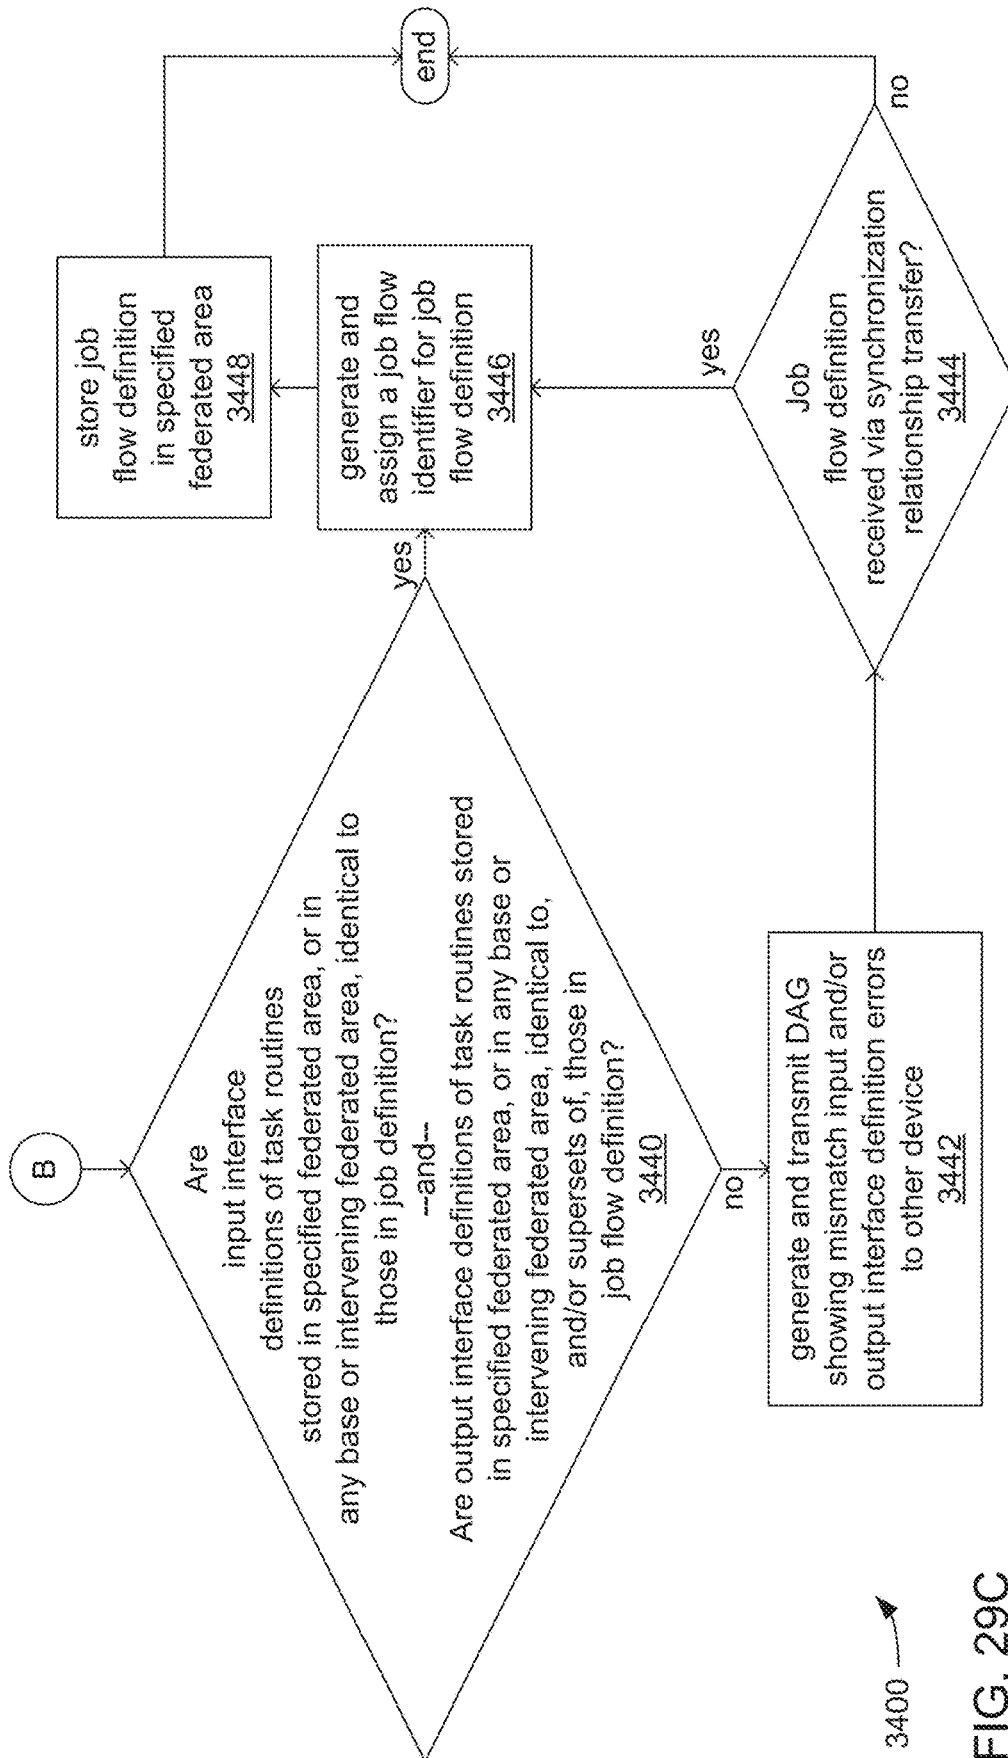 B
Are
input interface
definitions of task routines
stored in specified federated area, or in
any base or intervening federated area, identical to
those in job definition?
--and--
Are output interface definitions of task routines stored
in specified federated area, or in any base or
intervening federated area, identical to,
and/or supersets of, those in
job flow definition?
3440
yes
no
generate and transmit DAG
showing mismatch input and/or
output interface definition errors
to other device
3442
Job
flow definition
received via synchronization
relationship transfer?
3444
yes
no
generate and
assign a job flow
identifier for job
flow definition
3446
store job
flow definition
in specified
federated area
3448
end
3400
FIG. 29C